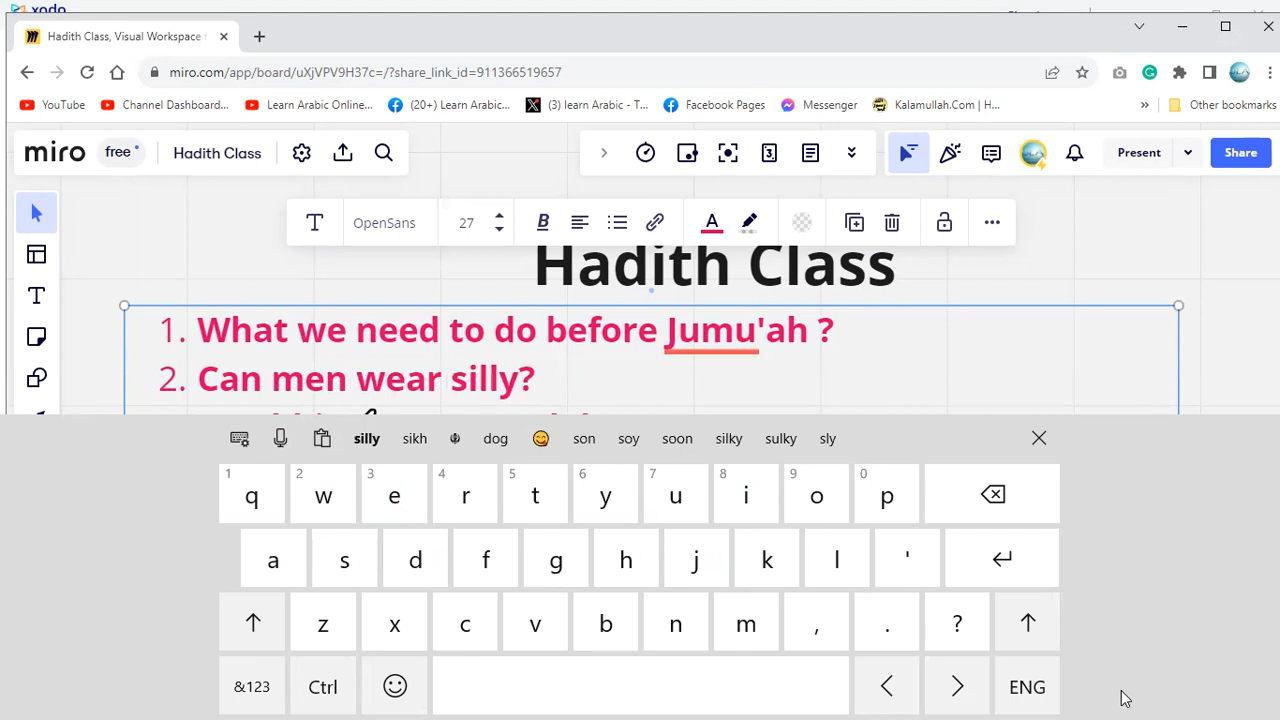 xodo
Hadith Class, Visual Workspace
miro.com/app/board/uXjVPV9H37c=/?share_link_id=911366519657
YouTube Channel Dashboard... Learn Arabic Online... (20+) Learn Arabic... (3) learn Arabic - T... Facebook Pages Messenger Kalamullah.Com | H... » Other bookmarks
miro free Hadith Class 3 Present Share
OpenSans 27 B A
Hadith Class
1. What we need to do before Jumu'ah ?
2. Can men wear silly?
silly sikh dog son soy soon silky sulky sly
1 2 3 4 5 6 7 8 9 0
q w e r t y u i o p
a s d f g h j k l '
z x c v b n m , . ?
&123 Ctrl < > ENG